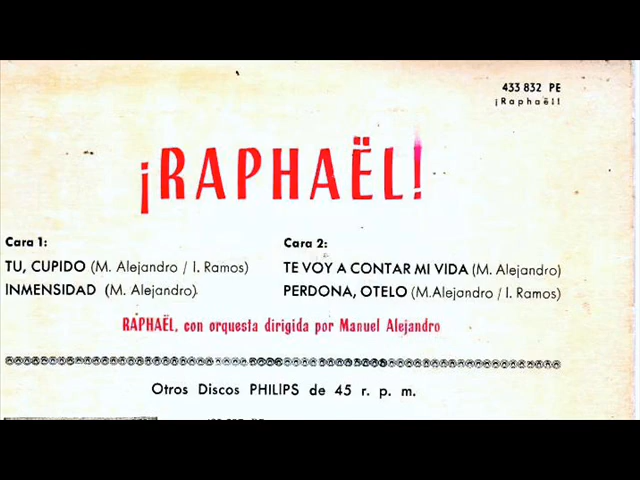 433 832 PE
¡Raphaël!
¡RAPHAËL!
Cara 1:
TU, CUPIDO (M. Alejandro / I. Ramos)
INMENSIDAD (M. Alejandro)
Cara 2:
TE VOY A CONTAR MI VIDA (M. Alejandro)
PERDONA, OTELO (M.Alejandro / I. Ramos)
RAPHAËL, con orquesta dirigida por Manuel Alejandro
Otros Discos PHILIPS de 45 r. p. m.